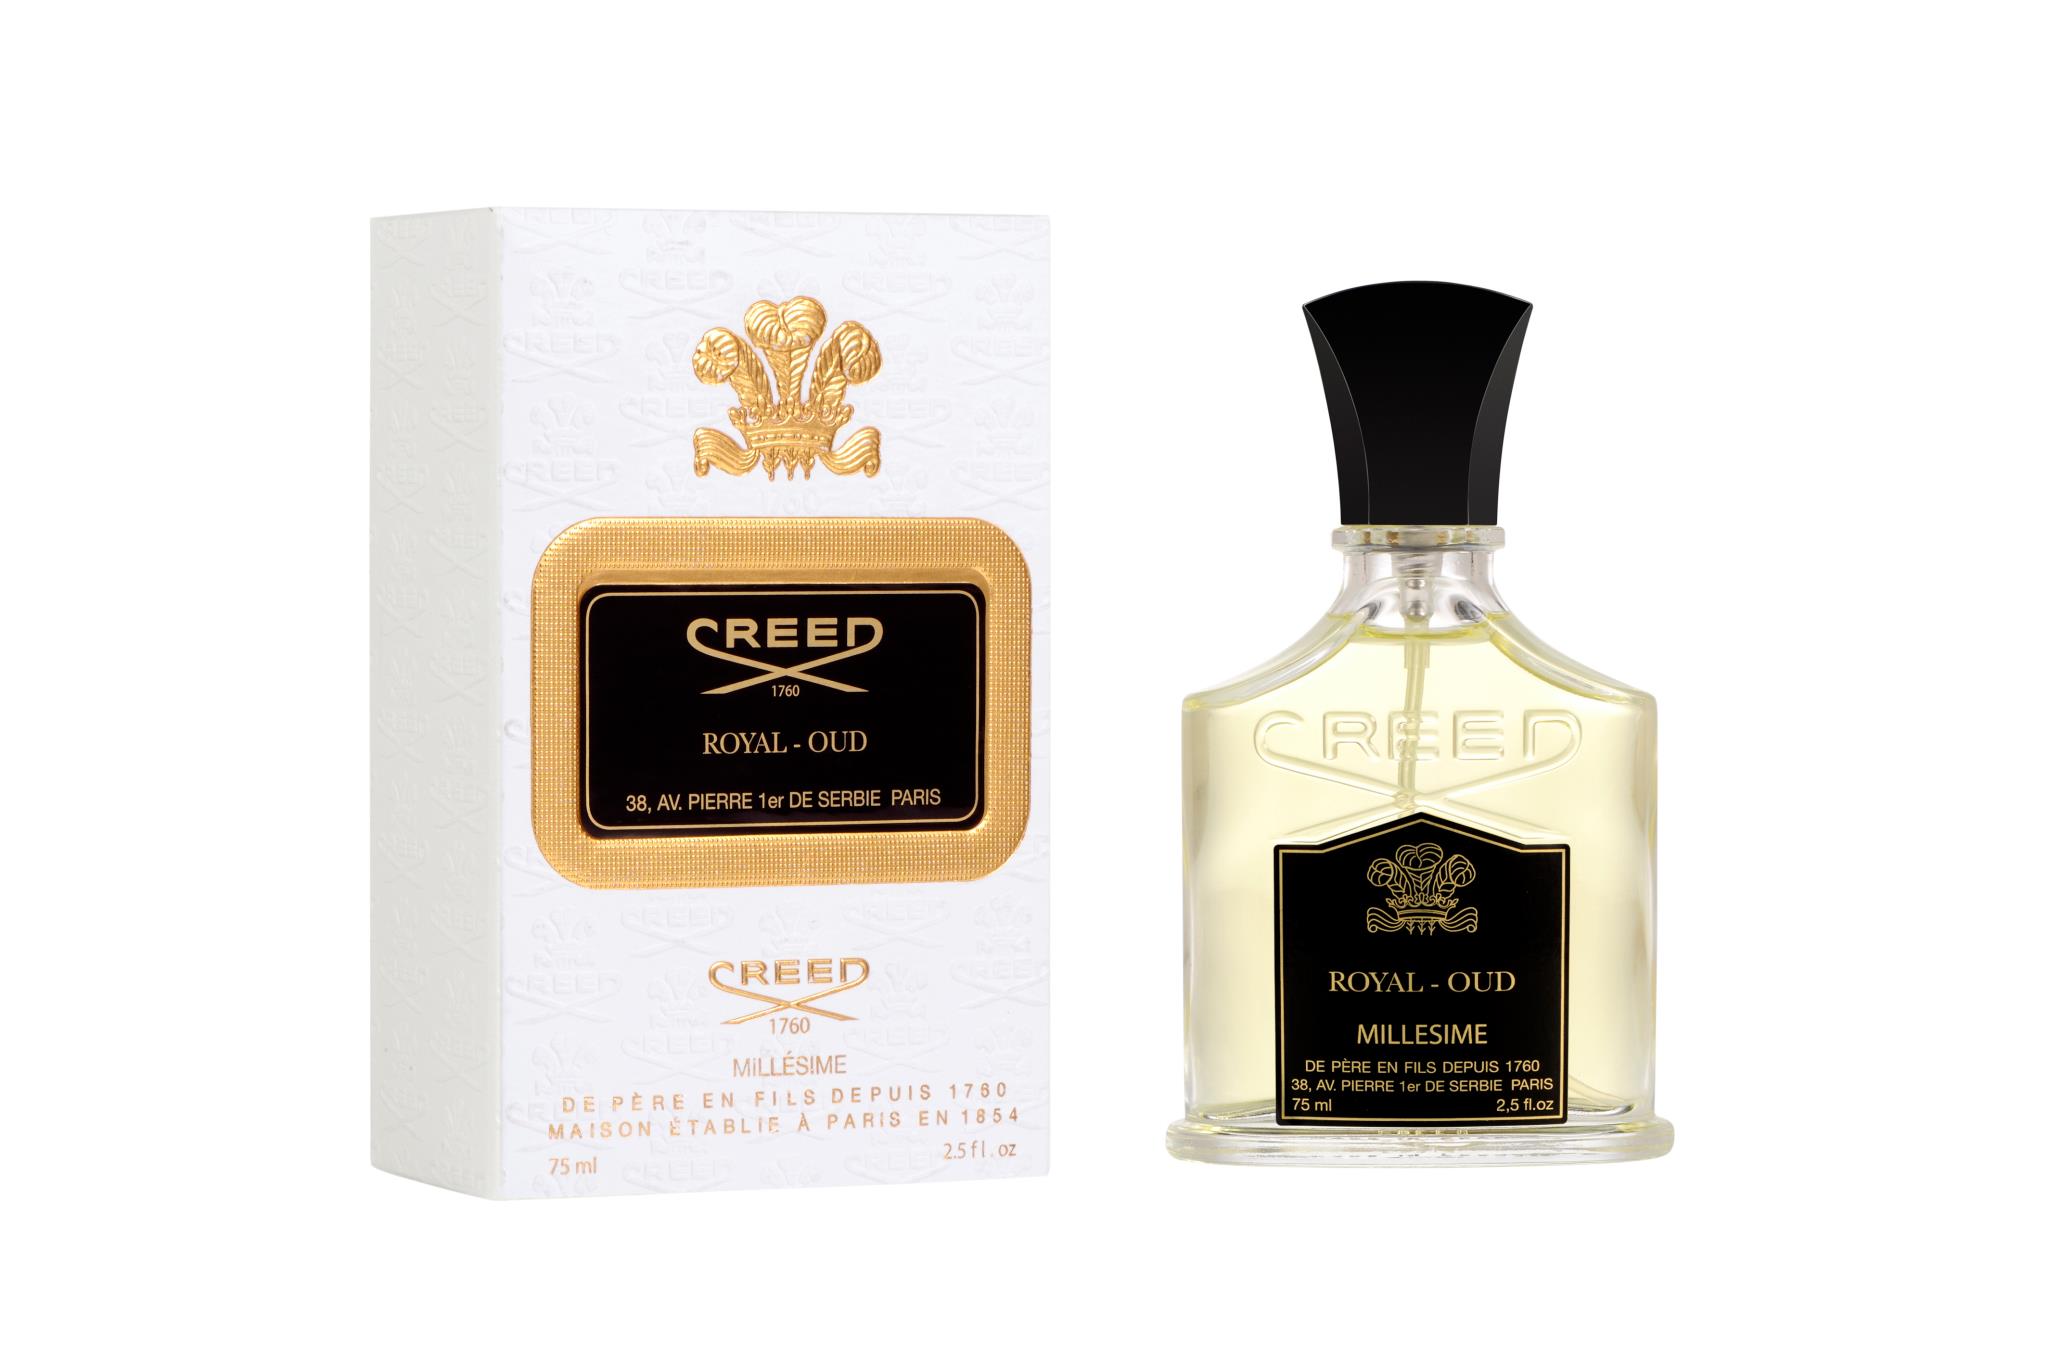 CREED
1760
ROYAL - OUD
38, AV. PIERRE 1er DE SERBIE PARIS
CREED
1760
MiLLÉSIME
DE PÈRE EN FILS DEPUIS 1760
MAISON ÉTABLIE À PARIS EN 1854
75 ml
2.5 fl. oz
CREED
ROYAL - OUD
MILLESIME
DE PÈRE EN FILS DEPUIS 1760
38, AV. PIERRE 1er DE SERBIE PARIS
75 ml
2,5 fl.oz